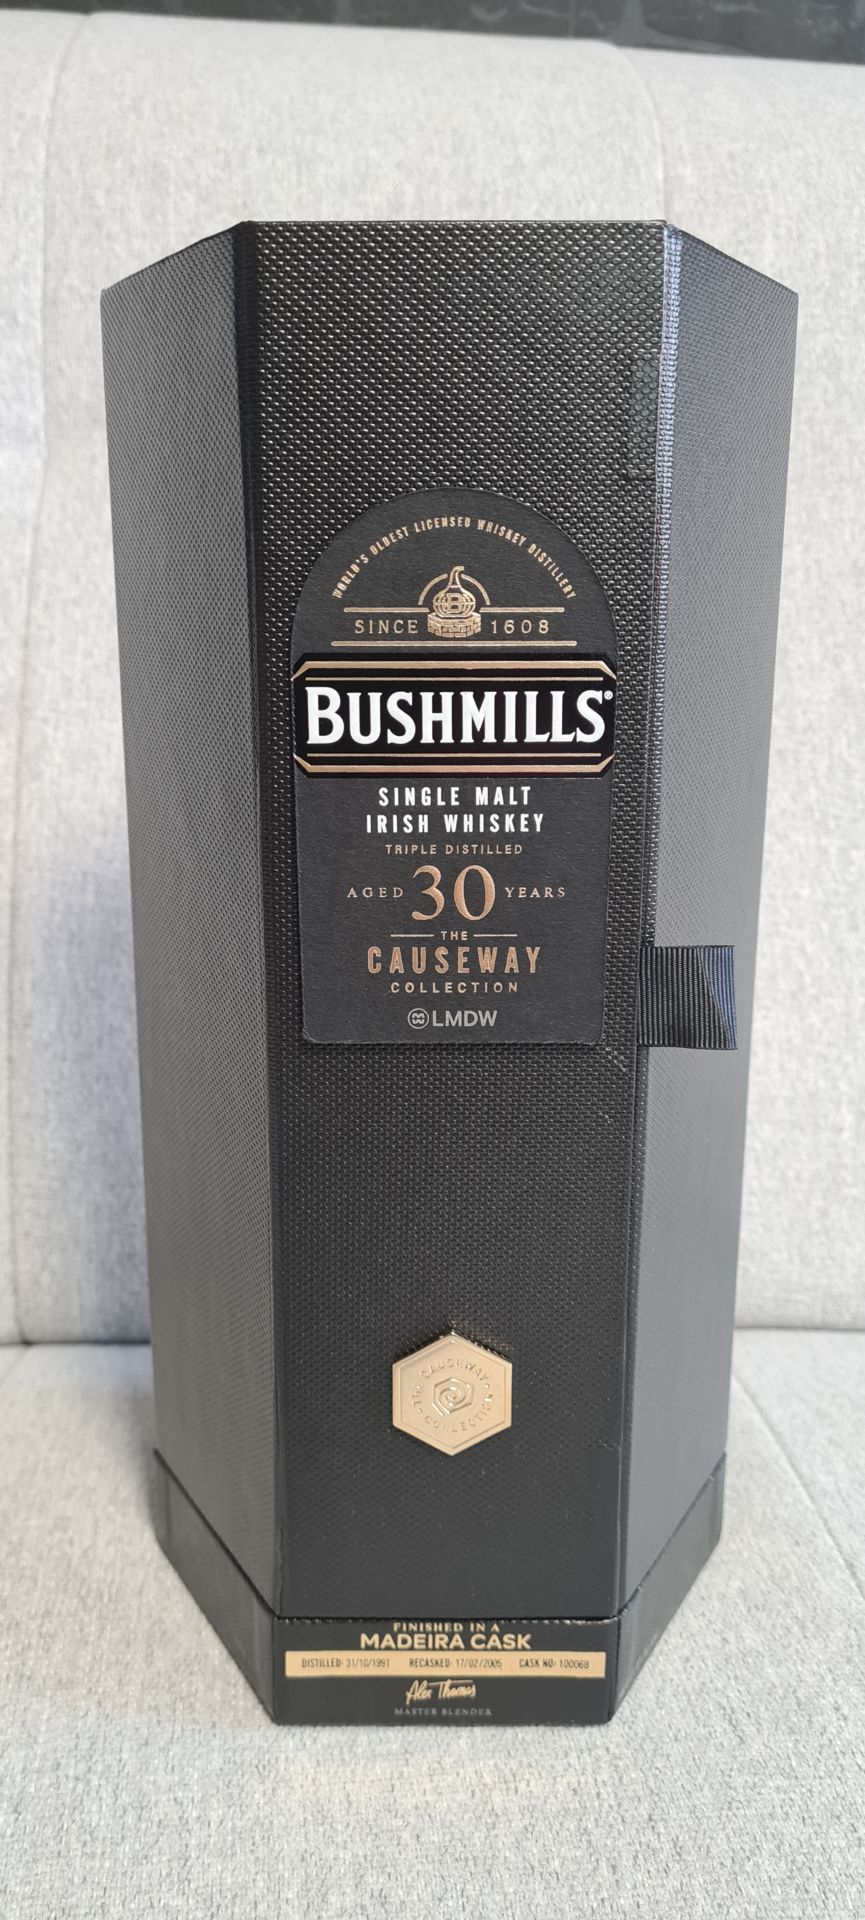 WORLD'S OLDEST LICENSED WHISKEY DISTILLERY
B
SINCE 1608
BUSHMILLS®
SINGLE MALT
IRISH WHISKEY
TRIPLE DISTILLED
AGED 30 YEARS
THE
CAUSEWAY
COLLECTION
LMDW
THE CAUSEWAY COLLECTION
FINISHED IN A
MADEIRA CASK
DISTILLED: 31/10/1991 RECASKED: 17/02/2005 CASK NO: 100068
Alex Thomas
MASTER BLENDER